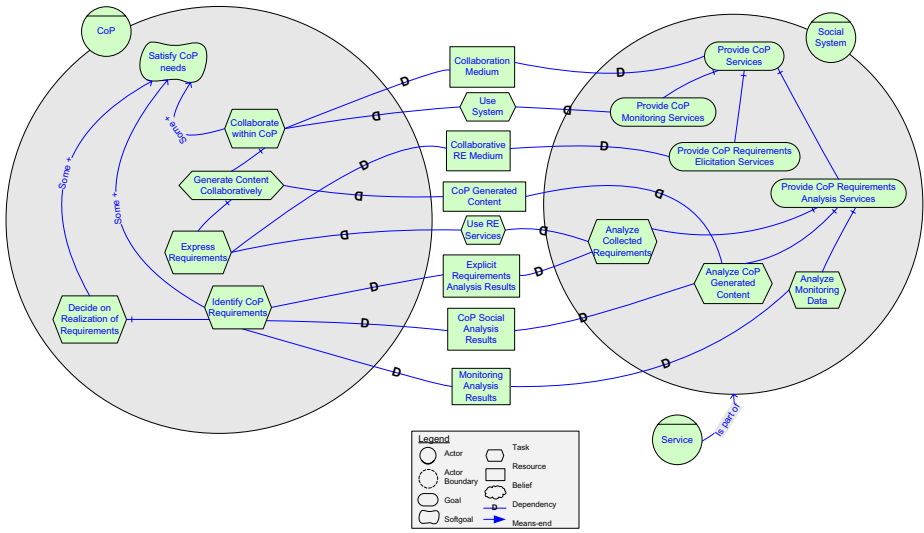 CoP
Social
System
Satisfy CoP
needs
Collaboration
Medium
Provide CoP
Services
D
D
Use
System
Provide CoP
Monitoring Services
D
D
Some +
Collaborate
within CoP
Collaborative
RE Medium
D
D
Provide CoP Requirements
Elicitation Services
Some +
Some +
Generate Content
Collaboratively
CoP Generated
Content
D
D
Provide CoP Requirements
Analysis Services
Express
Requirements
Use RE
Services
D
D
Analyze
Collected
Requirements
Explicit
Requirements
Analysis Results
D
D
Analyze CoP
Generated
Content
Analyze
Monitoring
Data
Decide on
Realization of
Requirements
Identify CoP
Requirements
CoP Social
Analysis
Results
D
D
Monitoring
Analysis
Results
D
D
Service
Is part of
Legend
Actor
Actor
Boundary
Goal
Softgoal
Task
Resource
Belief
D
Dependency
Means-end